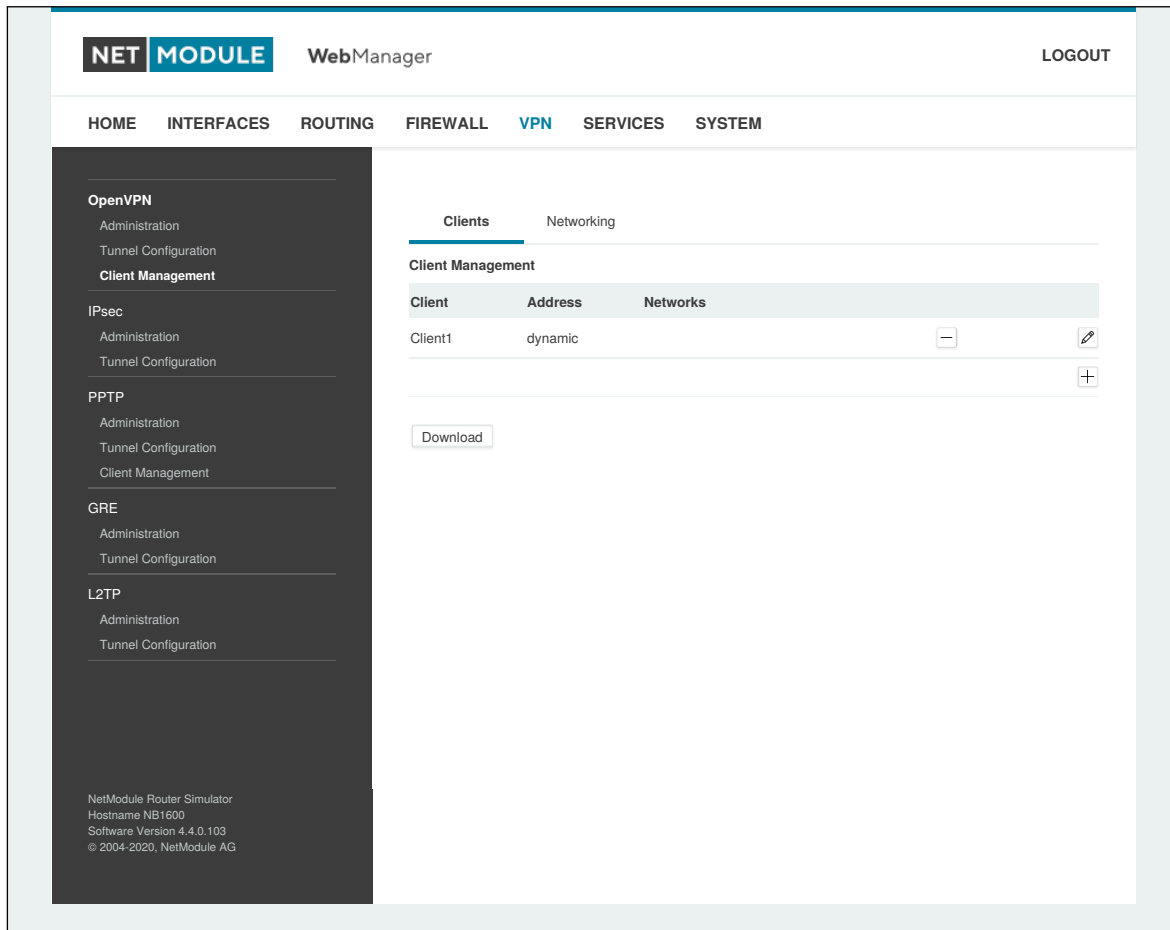 NET MODULE WebManager LOGOUT
HOME INTERFACES ROUTING FIREWALL VPN SERVICES SYSTEM
OpenVPN
Administration
Tunnel Configuration
Client Management
IPsec
Administration
Tunnel Configuration
PPTP
Administration
Tunnel Configuration
Client Management
GRE
Administration
Tunnel Configuration
L2TP
Administration
Tunnel Configuration
NetModule Router Simulator
Hostname NB1600
Software Version 4.4.0.103
© 2004-2020, NetModule AG
Clients Networking
Client Management
Client Address Networks
Client1 dynamic
Download